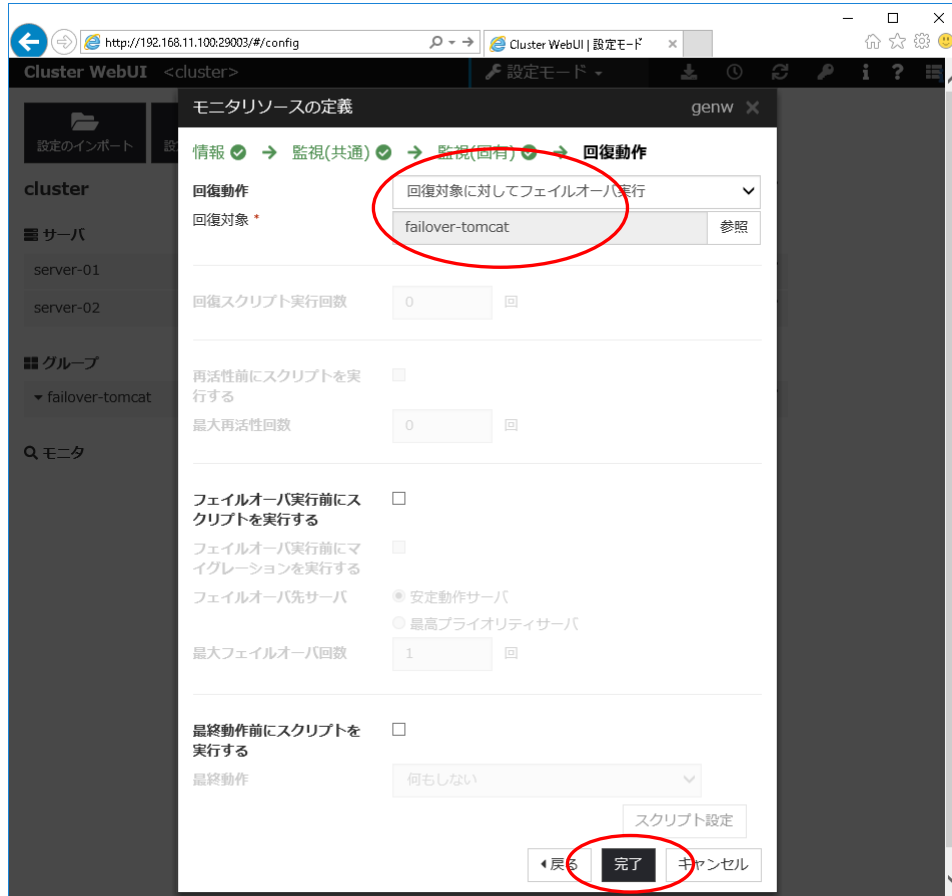 http://192.168.11.100:29003/#/config
Cluster WebUI | 設定モード
Cluster WebUI <cluster>
設定モード
モニタリソースの定義 genw
設定のインポート
設
情報 → 監視(共通) → 監視(固有) → 回復動作
cluster
回復動作 回復対象に対してフェイルオーバ実行
回復対象 * failover-tomcat 参照
サーバ
server-01
server-02
回復スクリプト実行回数 0 回
グループ
failover-tomcat
再活性前にスクリプトを実
行する
最大再活性回数 0 回
モニタ
フェイルオーバ実行前にス
クリプトを実行する
フェイルオーバ実行前にマ
イグレーションを実行する
フェイルオーバ先サーバ 安定動作サーバ
最高プライオリティサーバ
最大フェイルオーバ回数 1 回
最終動作前にスクリプトを
実行する
最終動作 何もしない
スクリプト設定
戻る 完了 キャンセル